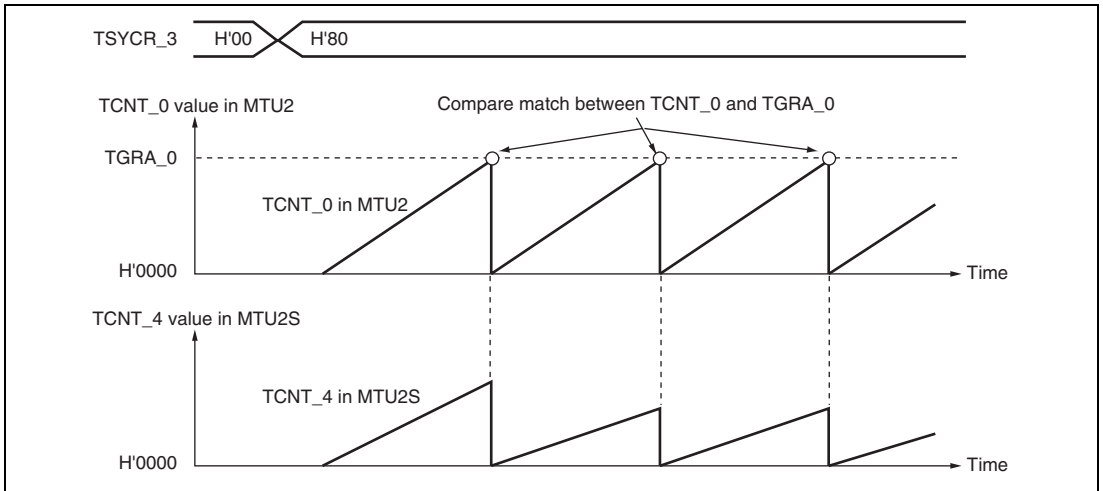 TSYCR_3 H'00 H'80
TCNT_0 value in MTU2
Compare match between TCNT_0 and TGRA_0
TGRA_0
TCNT_0 in MTU2
H'0000
Time
TCNT_4 value in MTU2S
TCNT_4 in MTU2S
H'0000
Time